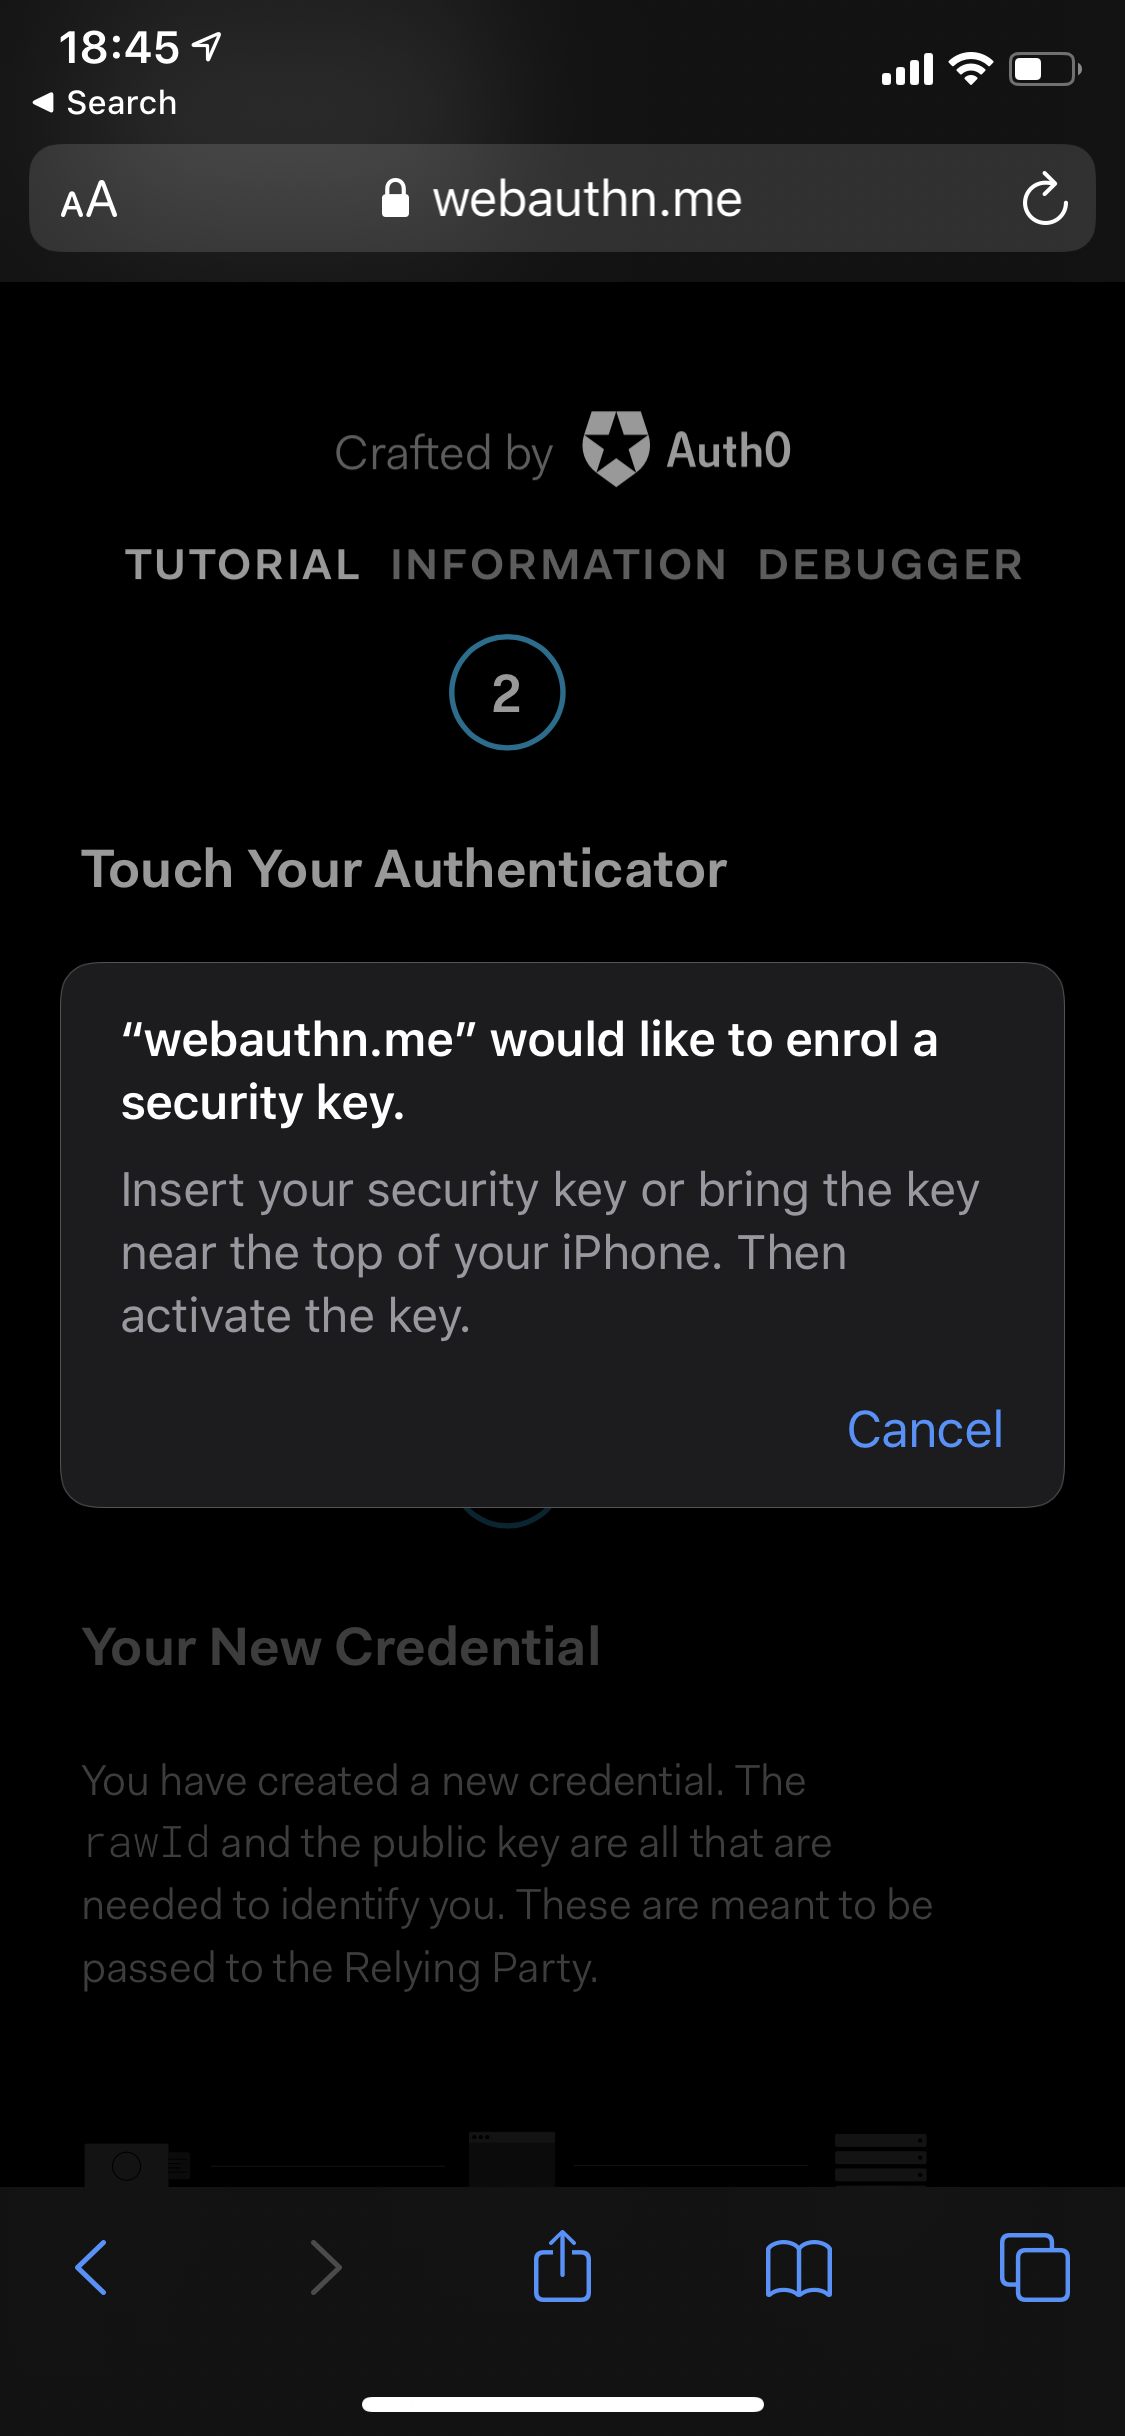 18:45
◀ Search
AA webauthn.me
Crafted by Auth0
TUTORIAL INFORMATION DEBUGGER
2
Touch Your Authenticator
“webauthn.me” would like to enrol a
security key.
Insert your security key or bring the key
near the top of your iPhone. Then
activate the key.
Cancel
Your New Credential
You have created a new credential. The
rawId and the public key are all that are
needed to identify you. These are meant to be
passed to the Relying Party.